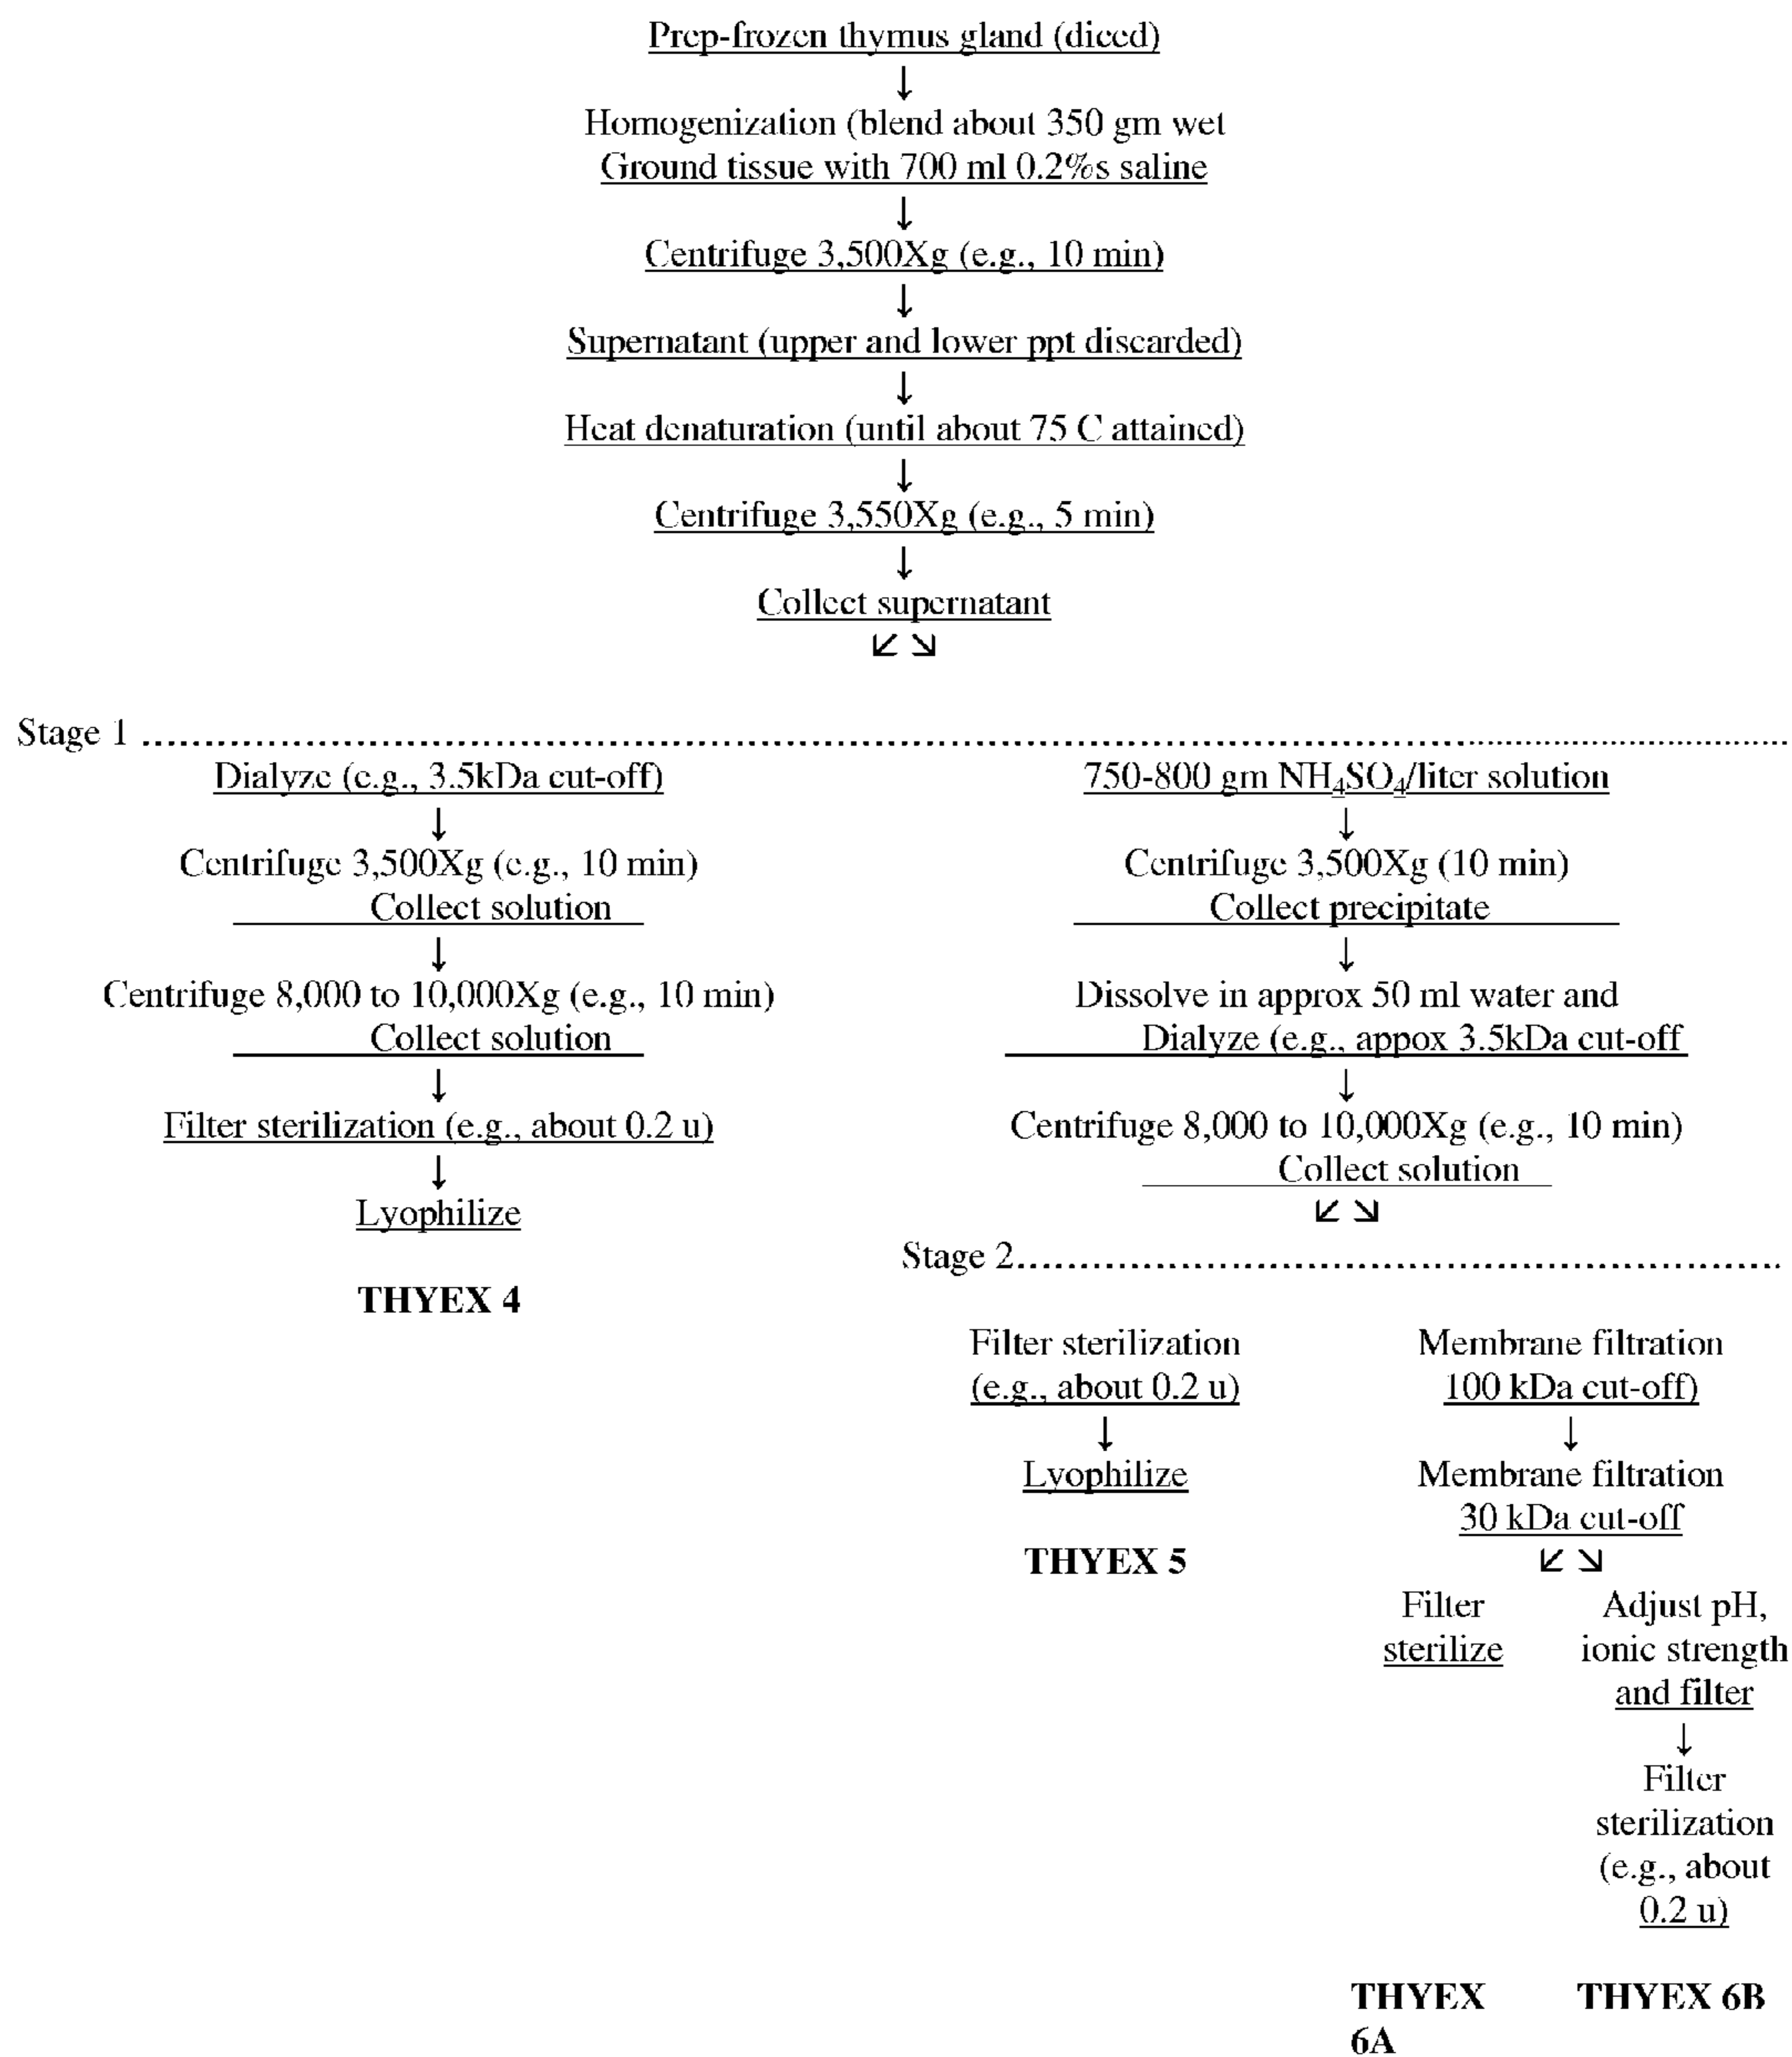 Prep-frozen thymus gland (diced)
↓
Homogenization (blend about 350 gm wet
Ground tissue with 700 ml 0.2%s saline
↓
Centrifuge 3,500Xg (e.g., 10 min)
↓
Supernatant (upper and lower ppt discarded)
↓
Heat denaturation (until about 75 C attained)
↓
Centrifuge 3,550Xg (e.g., 5 min)
↓
Collect supernatant
↙ ↘
Stage 1 ........................................................................................................
Dialyze (e.g., 3.5kDa cut-off)
↓
Centrifuge 3,500Xg (e.g., 10 min)
Collect solution
↓
Centrifuge 8,000 to 10,000Xg (e.g., 10 min)
Collect solution
↓
Filter sterilization (e.g., about 0.2 u)
↓
Lyophilize
THYEX 4
750-800 gm NH₄SO₄/liter solution
↓
Centrifuge 3,500Xg (10 min)
Collect precipitate
↓
Dissolve in approx 50 ml water and
Dialyze (e.g., appox 3.5kDa cut-off
↓
Centrifuge 8,000 to 10,000Xg (e.g., 10 min)
Collect solution
↙ ↘
Stage 2............................................................
Filter sterilization
(e.g., about 0.2 u)
↓
Lyophilize
THYEX 5
Membrane filtration
100 kDa cut-off)
↓
Membrane filtration
30 kDa cut-off
↙ ↘
Filter
sterilize
THYEX
6A
Adjust pH,
ionic strength
and filter
↓
Filter
sterilization
(e.g., about
0.2 u)
THYEX 6B